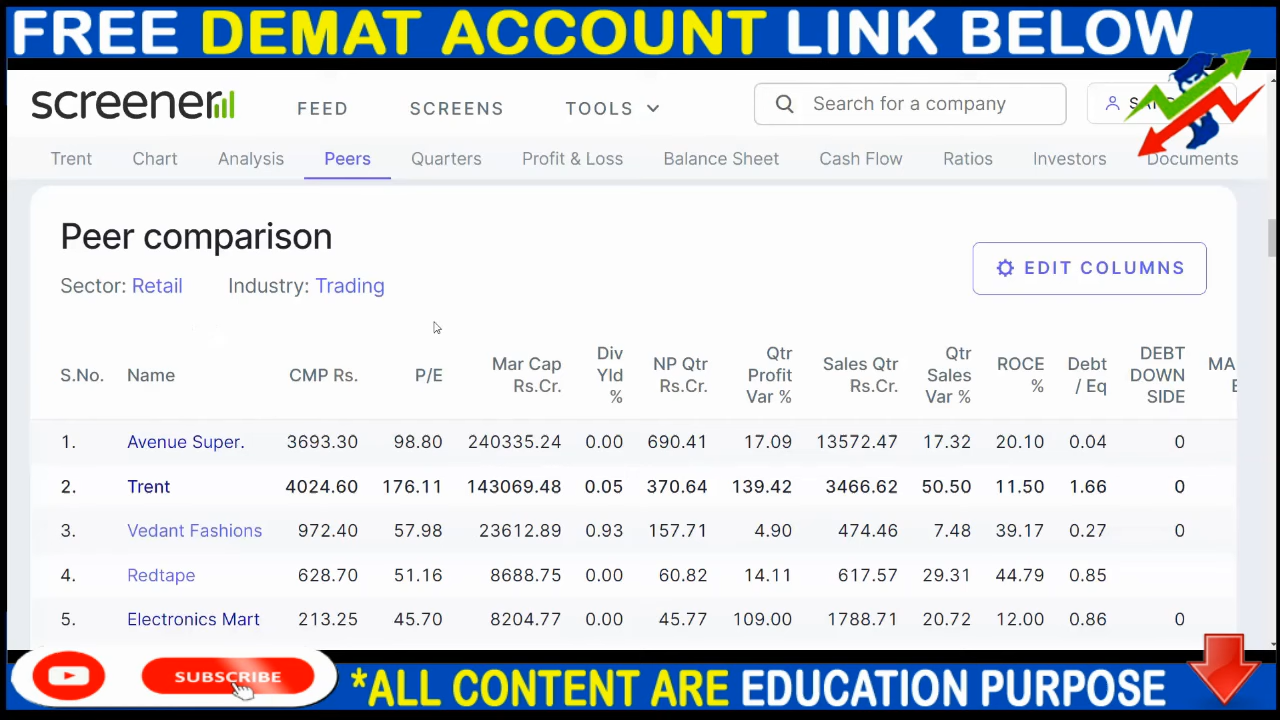 FREE DEMAT ACCOUNT LINK BELOW
screener
FEED SCREENS TOOLS Search for a company
Trent Chart Analysis Peers Quarters Profit & Loss Balance Sheet Cash Flow Ratios Investors Documents
Peer comparison
Sector: Retail Industry: Trading
EDIT COLUMNS
S.No. Name CMP Rs. P/E Mar Cap Rs.Cr. Div Yld % NP Qtr Rs.Cr. Qtr Profit Var % Sales Qtr Rs.Cr. Qtr Sales Var % ROCE % Debt / Eq DEBT DOWN SIDE
1. Avenue Super. 3693.30 98.80 240335.24 0.00 690.41 17.09 13572.47 17.32 20.10 0.04 0
2. Trent 4024.60 176.11 143069.48 0.05 370.64 139.42 3466.62 50.50 11.50 1.66 0
3. Vedant Fashions 972.40 57.98 23612.89 0.93 157.71 4.90 474.46 7.48 39.17 0.27 0
4. Redtape 628.70 51.16 8688.75 0.00 60.82 14.11 617.57 29.31 44.79 0.85
5. Electronics Mart 213.25 45.70 8204.77 0.00 45.77 109.00 1788.71 20.72 12.00 0.86 0
SUBSCRIBE
*ALL CONTENT ARE EDUCATION PURPOSE